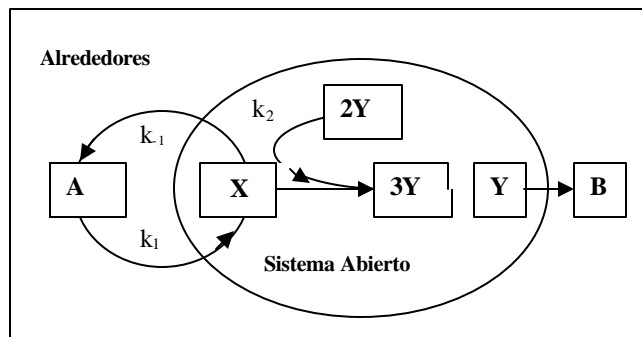 Alrededores
k₂
2Y
k₋₁
A
X
3Y
Y
B
k₁
Sistema Abierto